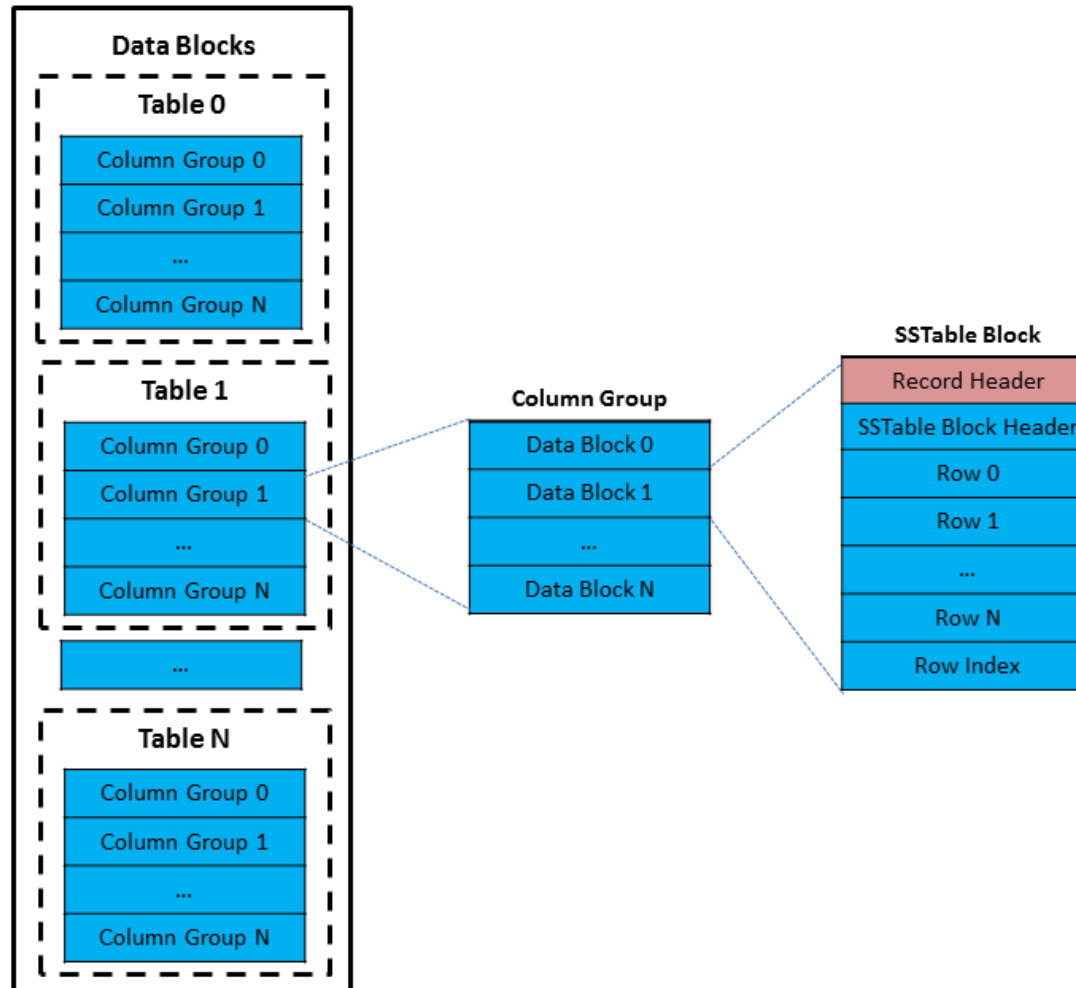 Data Blocks
Table 0
Column Group 0
Column Group 1
...
Column Group N
Table 1
Column Group 0
Column Group 1
...
Column Group N
...
Table N
Column Group 0
Column Group 1
...
Column Group N
Column Group
Data Block 0
Data Block 1
...
Data Block N
SSTable Block
Record Header
SSTable Block Header
Row 0
Row 1
...
Row N
Row Index